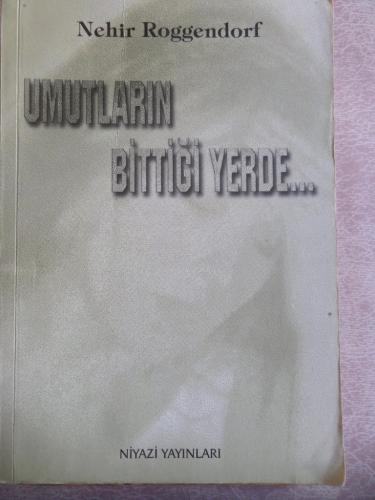 Nehir Roggendorf
UMUTLARIN
BİTTİĞİ YERDE...
NİYAZİ YAYINLARI